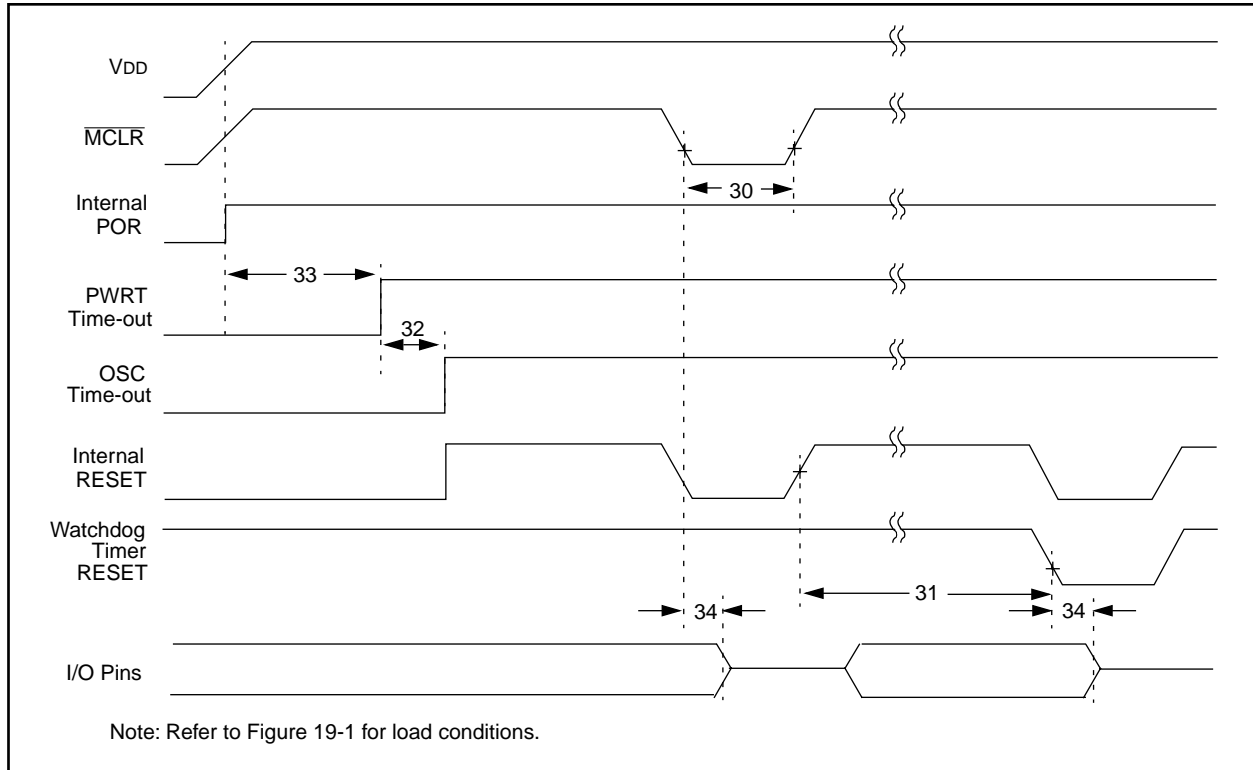 VDD
MCLR
30
Internal
POR
33
PWRT
Time-out
32
OSC
Time-out
Internal
RESET
Watchdog
Timer
RESET
31
34
34
I/O Pins
Note: Refer to Figure 19-1 for load conditions.